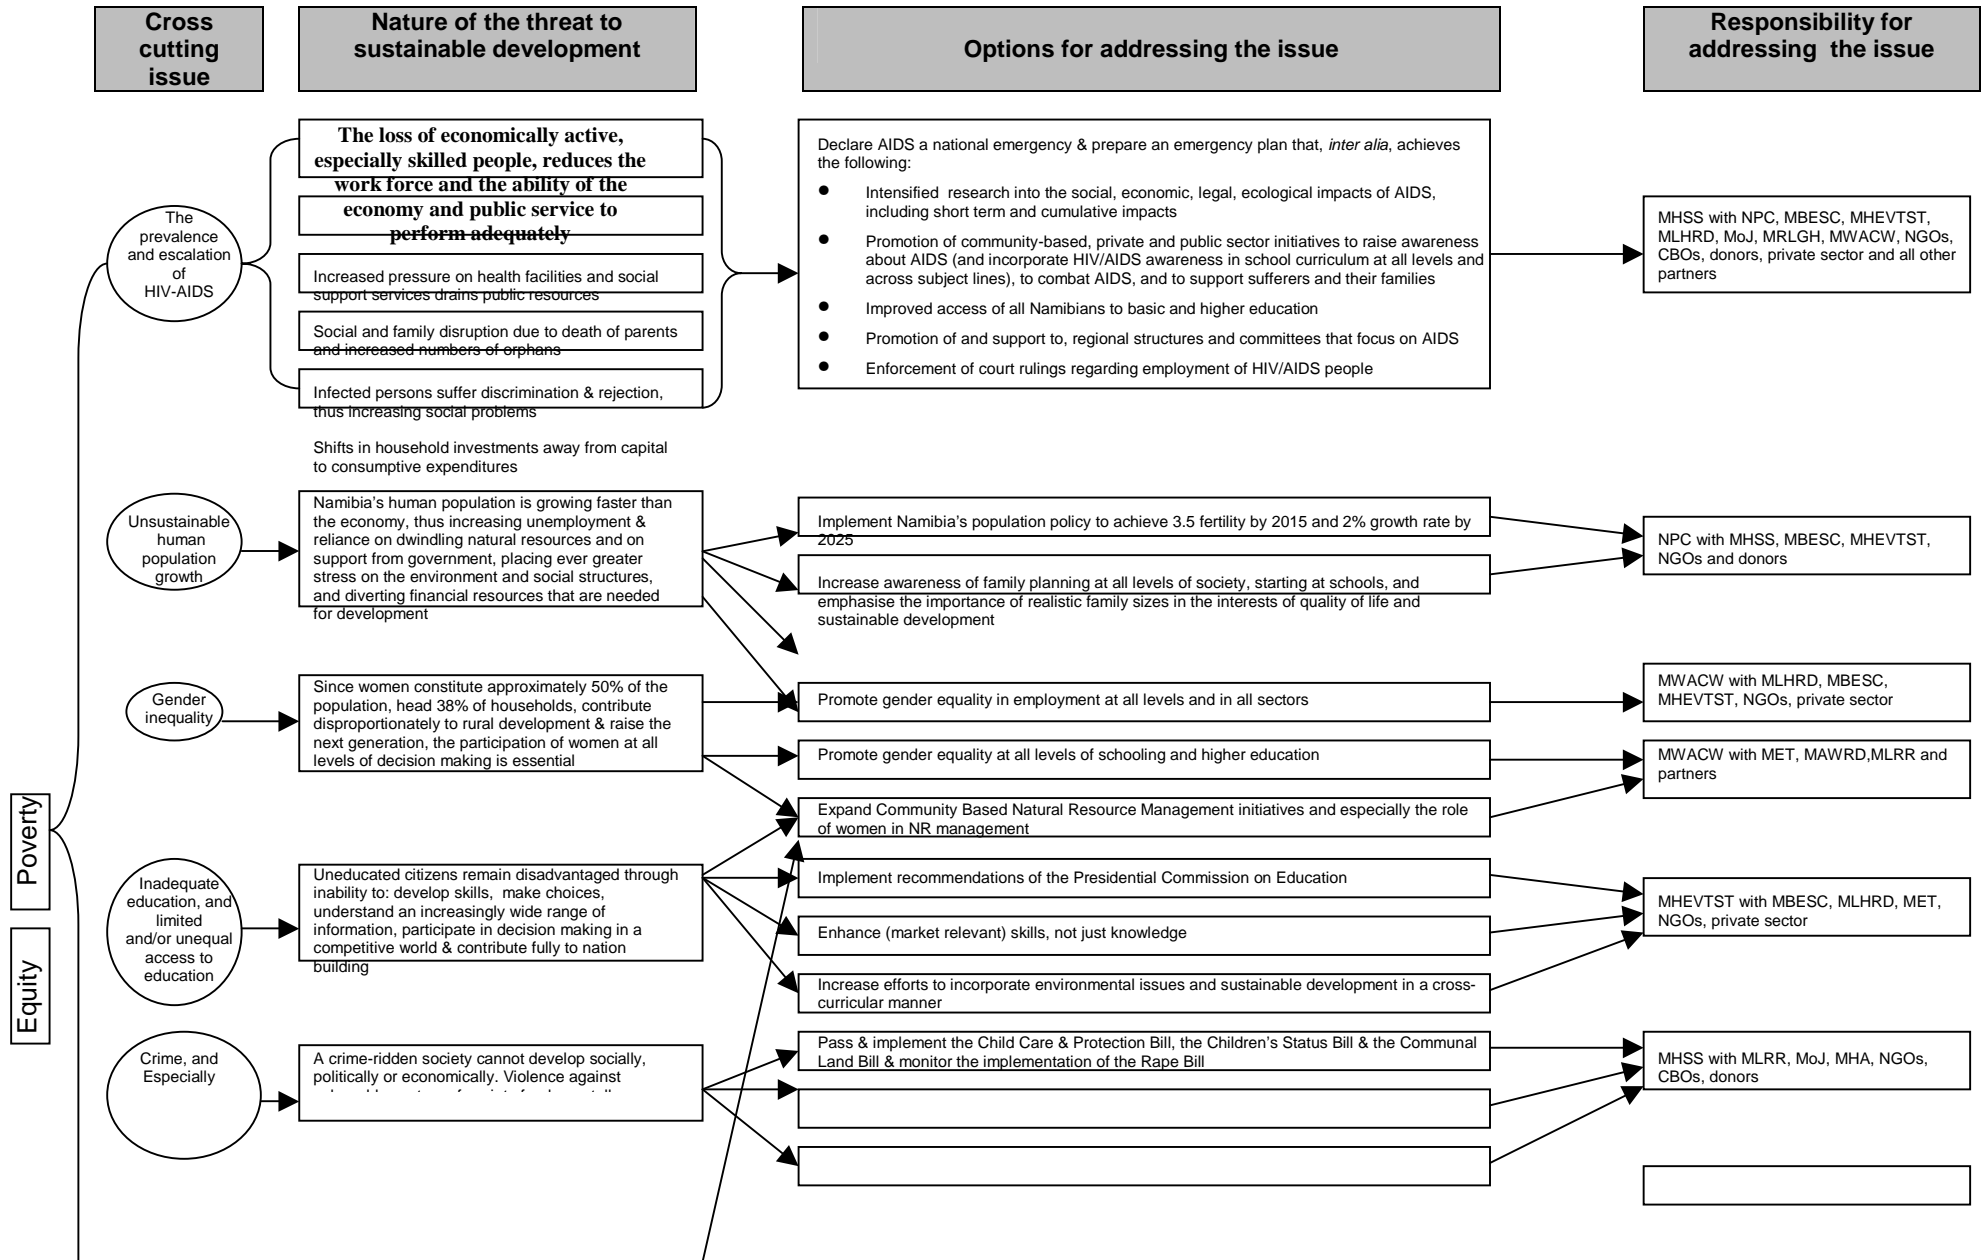 Cross
cutting
issue
Nature of the threat to
sustainable development
Options for addressing the issue
Responsibility for
addressing the issue
The
prevalence
and escalation
of
HIV-AIDS
The loss of economically active,
especially skilled people, reduces the
work force and the ability of the
economy and public service to
perform adequately
Increased pressure on health facilities and social
support services drains public resources
Social and family disruption due to death of parents
and increased numbers of orphans
Infected persons suffer discrimination & rejection,
thus increasing social problems
Shifts in household investments away from capital
to consumptive expenditures
Declare AIDS a national emergency & prepare an emergency plan that, inter alia, achieves
the following:
● Intensified research into the social, economic, legal, ecological impacts of AIDS,
including short term and cumulative impacts
● Promotion of community-based, private and public sector initiatives to raise awareness
about AIDS (and incorporate HIV/AIDS awareness in school curriculum at all levels and
across subject lines), to combat AIDS, and to support sufferers and their families
● Improved access of all Namibians to basic and higher education
● Promotion of and support to, regional structures and committees that focus on AIDS
● Enforcement of court rulings regarding employment of HIV/AIDS people
MHSS with NPC, MBESC, MHEVTST,
MLHRD, MoJ, MRLGH, MWACW, NGOs,
CBOs, donors, private sector and all other
partners
Unsustainable
human
population
growth
Namibia's human population is growing faster than
the economy, thus increasing unemployment &
reliance on dwindling natural resources and on
support from government, placing ever greater
stress on the environment and social structures,
and diverting financial resources that are needed
for development
Implement Namibia's population policy to achieve 3.5 fertility by 2015 and 2% growth rate by
2025
Increase awareness of family planning at all levels of society, starting at schools, and
emphasise the importance of realistic family sizes in the interests of quality of life and
sustainable development
NPC with MHSS, MBESC, MHEVTST,
NGOs and donors
Gender
inequality
Since women constitute approximately 50% of the
population, head 38% of households, contribute
disproportionately to rural development & raise the
next generation, the participation of women at all
levels of decision making is essential
Promote gender equality in employment at all levels and in all sectors
Promote gender equality at all levels of schooling and higher education
Expand Community Based Natural Resource Management initiatives and especially the role
of women in NR management
MWACW with MLHRD, MBESC,
MHEVTST, NGOs, private sector
MWACW with MET, MAWRD,MLRR and
partners
Poverty
Equity
Inadequate
education, and
limited
and/or unequal
access to
education
Uneducated citizens remain disadvantaged through
inability to: develop skills, make choices,
understand an increasingly wide range of
information, participate in decision making in a
competitive world & contribute fully to nation
building
Implement recommendations of the Presidential Commission on Education
Enhance (market relevant) skills, not just knowledge
Increase efforts to incorporate environmental issues and sustainable development in a cross-
curricular manner
MHEVTST with MBESC, MLHRD, MET,
NGOs, private sector
Crime, and
Especially
A crime-ridden society cannot develop socially,
politically or economically. Violence against
Pass & implement the Child Care & Protection Bill, the Children's Status Bill & the Communal
Land Bill & monitor the implementation of the Rape Bill
MHSS with MLRR, MoJ, MHA, NGOs,
CBOs, donors